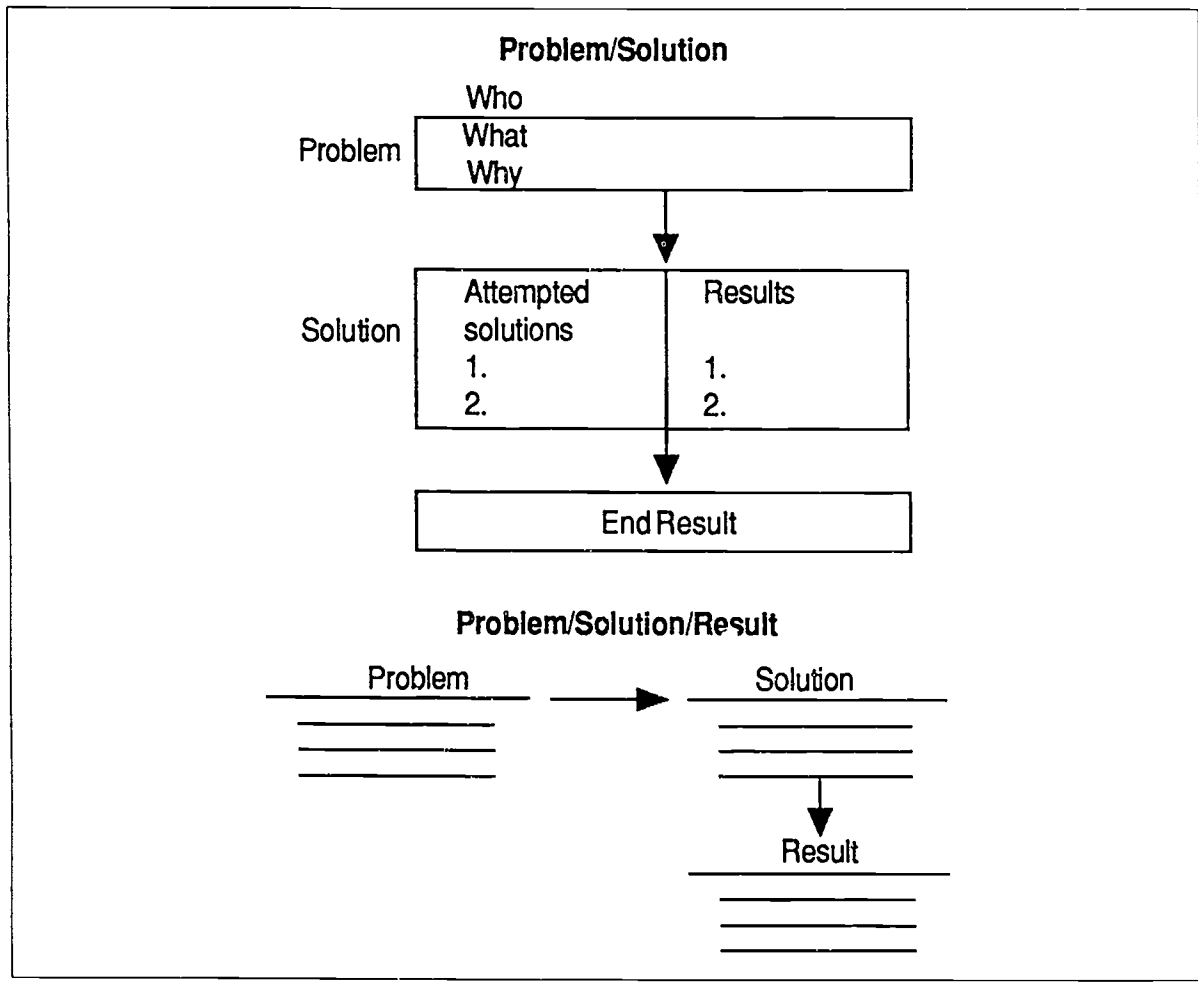 Problem/Solution
Who
Problem
What
Why
Solution
Attempted
solutions
1.
2.
Results
1.
2.
End Result
Problem/Solution/Result
Problem
Solution
Result